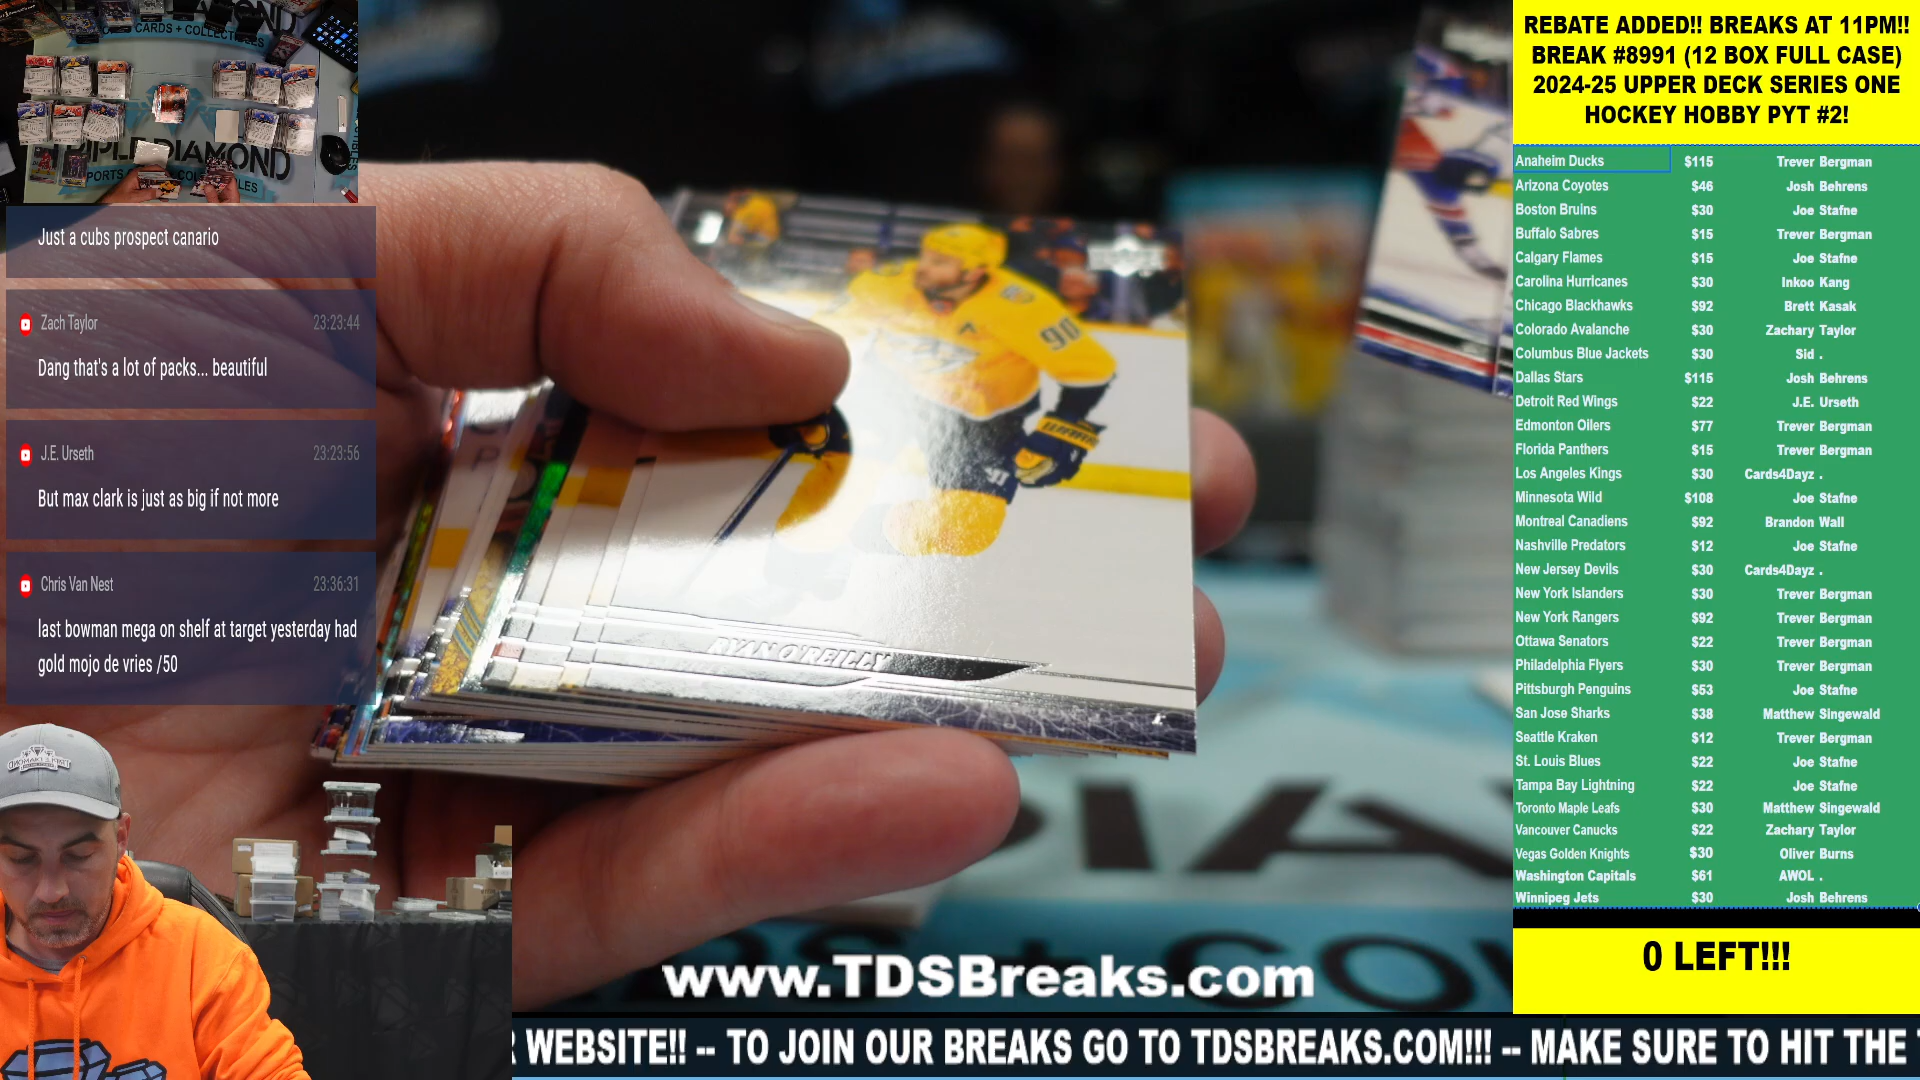 REBATE ADDED!! BREAKS AT 11PM!!
BREAK #8991 (12 BOX FULL CASE)
2024-25 UPPER DECK SERIES ONE
HOCKEY HOBBY PYT #2!
Anaheim Ducks $115 Trever Bergman
Arizona Coyotes $46 Josh Behrens
Boston Bruins $30 Joe Stafne
Buffalo Sabres $15 Trever Bergman
Calgary Flames $15 Joe Stafne
Carolina Hurricanes $30 Inkoo Kang
Chicago Blackhawks $92 Brett Kasak
Colorado Avalanche $30 Zachary Taylor
Columbus Blue Jackets $30 Sid .
Dallas Stars $115 Josh Behrens
Detroit Red Wings $22 J.E. Urseth
Edmonton Oilers $77 Trever Bergman
Florida Panthers $15 Trever Bergman
Los Angeles Kings $30 Cards4Dayz .
Minnesota Wild $108 Joe Stafne
Montreal Canadiens $92 Brandon Wall
Nashville Predators $12 Joe Stafne
New Jersey Devils $30 Cards4Dayz .
New York Islanders $30 Trever Bergman
New York Rangers $92 Trever Bergman
Ottawa Senators $22 Trever Bergman
Philadelphia Flyers $30 Trever Bergman
Pittsburgh Penguins $53 Joe Stafne
San Jose Sharks $38 Matthew Singewald
Seattle Kraken $12 Trever Bergman
St. Louis Blues $22 Joe Stafne
Tampa Bay Lightning $22 Joe Stafne
Toronto Maple Leafs $30 Matthew Singewald
Vancouver Canucks $22 Zachary Taylor
Vegas Golden Knights $30 Oliver Burns
Washington Capitals $61 AWOL .
Winnipeg Jets $30 Josh Behrens
0 LEFT!!!
Just a cubs prospect canario
Zach Taylor 23:23:44
Dang that's a lot of packs... beautiful
J.E. Urseth 23:23:56
But max clark is just as big if not more
Chris Van Nest 23:36:31
last bowman mega on shelf at target yesterday had
gold mojo de vries /50
90
RYAN O'REILLY
www.TDSBreaks.com
WEBSITE!! -- TO JOIN OUR BREAKS GO TO TDSBREAKS.COM!!! -- MAKE SURE TO HIT THE
CARDS + COLLECTIBLES
DIAMOND